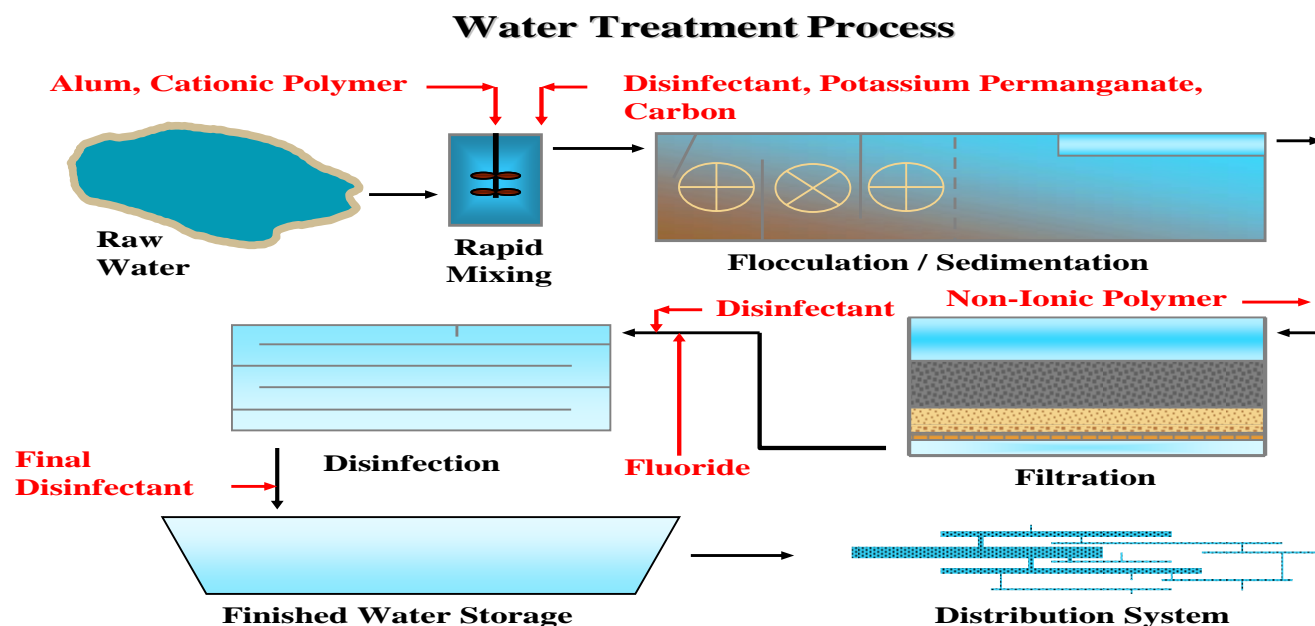 Water Treatment Process
Alum, Cationic Polymer
Disinfectant, Potassium Permanganate,
Carbon
Raw
Water
Rapid
Mixing
Flocculation / Sedimentation
Non-Ionic Polymer
Disinfectant
Fluoride
Filtration
Disinfection
Final
Disinfectant
Finished Water Storage
Distribution System